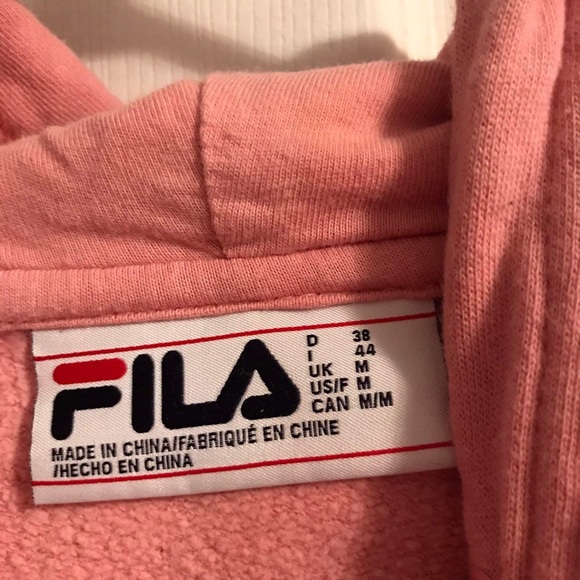 FILA
D 38
I 44
UK M
US/F M
CAN M/M
MADE IN CHINA/FABRIQUÉ EN CHINE
/HECHO EN CHINA